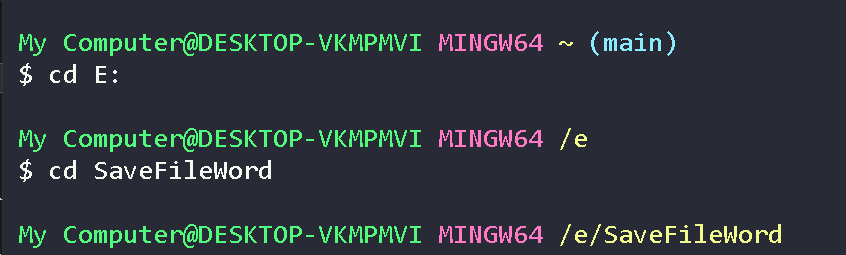 My Computer@DESKTOP-VKMPMVI MINGW64 ~ (main)
$ cd E:
My Computer@DESKTOP-VKMPMVI MINGW64 /e
$ cd SaveFileWord
My Computer@DESKTOP-VKMPMVI MINGW64 /e/SaveFileWord